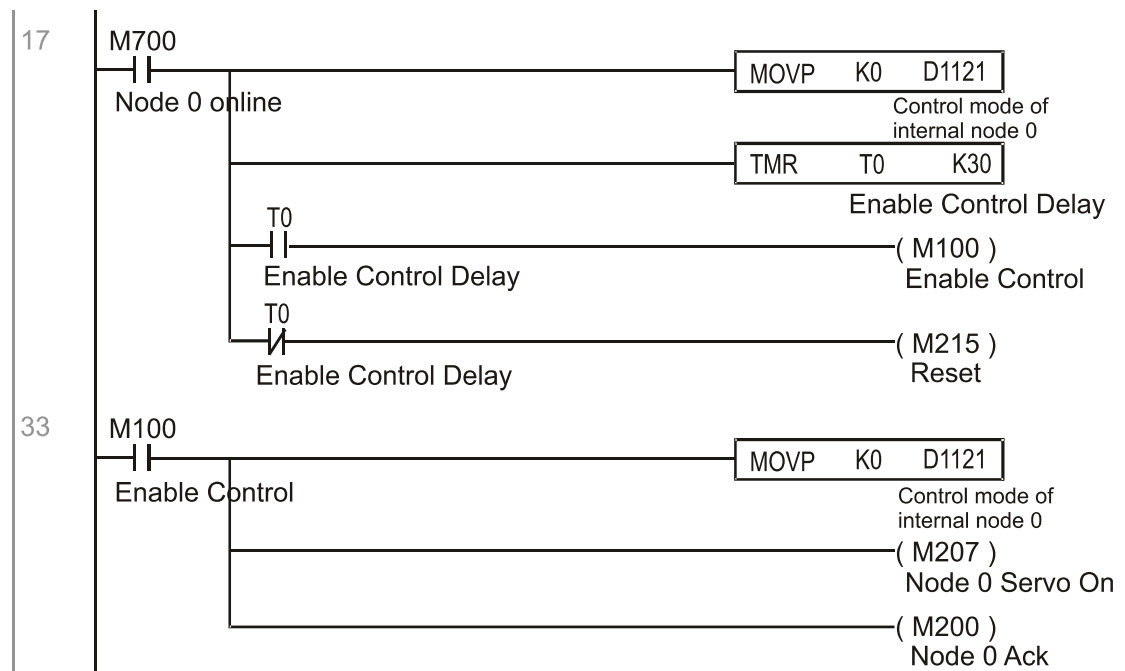 17
M700
MOVP K0 D1121
Node 0 online
Control mode of
internal node 0
TMR T0 K30
Enable Control Delay
T0
( M100 )
Enable Control Delay
Enable Control
T0
( M215 )
Enable Control Delay
Reset
33
M100
MOVP K0 D1121
Enable Control
Control mode of
internal node 0
( M207 )
Node 0 Servo On
( M200 )
Node 0 Ack